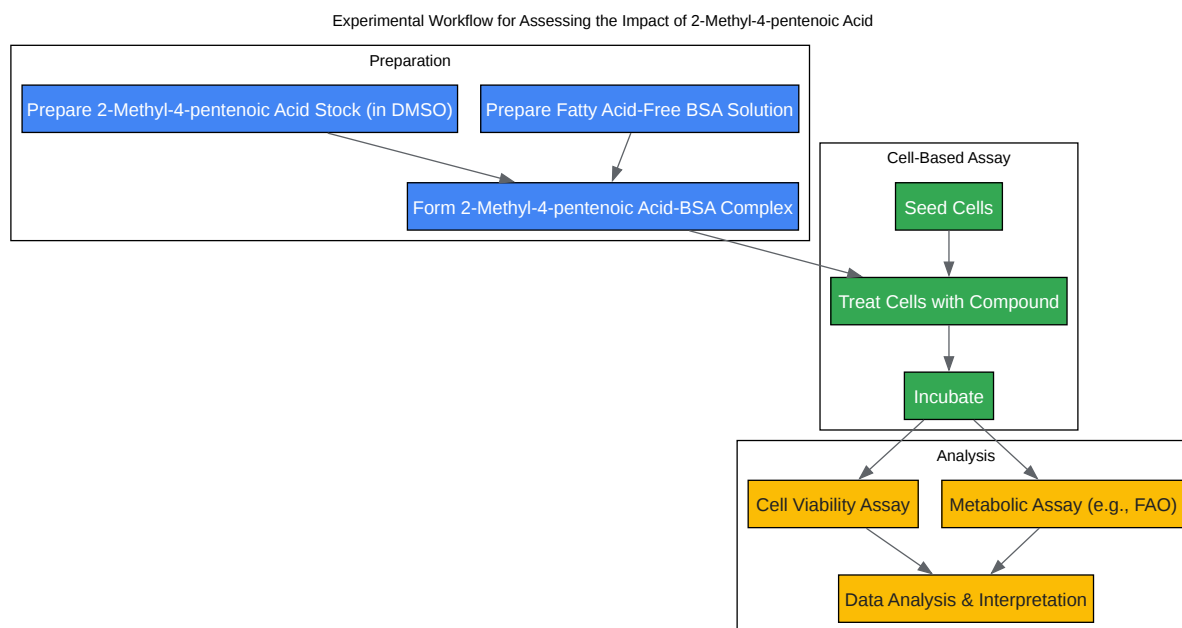 Experimental Workflow for Assessing the Impact of 2-Methyl-4-pentenoic Acid
Preparation
Prepare 2-Methyl-4-pentenoic Acid Stock (in DMSO)
Prepare Fatty Acid-Free BSA Solution
Form 2-Methyl-4-pentenoic Acid-BSA Complex
Cell-Based Assay
Seed Cells
Treat Cells with Compound
Incubate
Analysis
Cell Viability Assay
Metabolic Assay (e.g., FAO)
Data Analysis & Interpretation